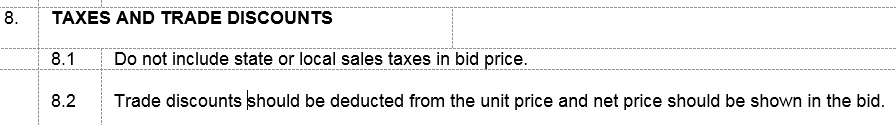 8. TAXES AND TRADE DISCOUNTS
8.1 Do not include state or local sales taxes in bid price.
8.2 Trade discounts should be deducted from the unit price and net price should be shown in the bid.